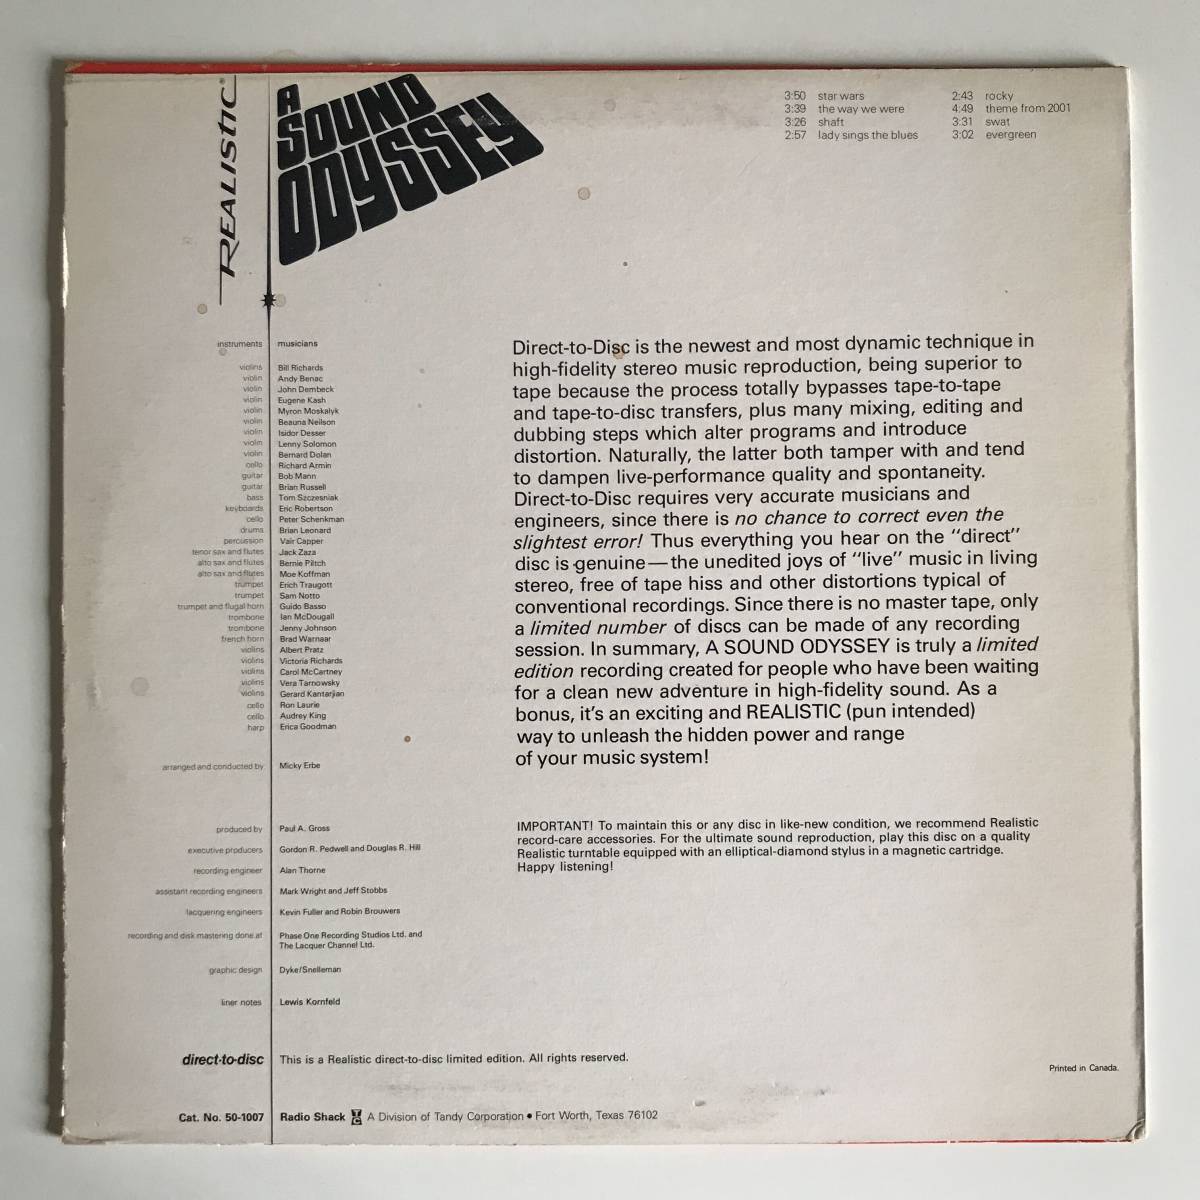 REALISTIC®
A
SOUND
ODYSSEY
3:50 star wars
3:39 the way we were
3:26 shaft
2:57 lady sings the blues
2:43 rocky
4:49 theme from 2001
3:31 swat
3:02 evergreen
instruments musicians
violins Bill Richards
violin Andy Benac
violin John Dembeck
violin Eugene Kash
violin Myron Moskalyk
violin Beauna Neilson
violin Isidor Desser
violin Lenny Solomon
violin Bernard Dolan
cello Richard Armin
guitar Bob Mann
guitar Brian Russell
bass Tom Szczesniak
keyboards Eric Robertson
cello Peter Schenkman
drums Brian Leonard
percussion Vair Capper
tenor sax and flutes Jack Zaza
alto sax and flutes Bernie Piltch
alto sax and flutes Moe Koffman
trumpet Erich Traugott
trumpet Sam Notto
trumpet and flugal horn Guido Basso
trombone Ian McDougall
trombone Jenny Johnson
french horn Brad Warnaar
violins Albert Pratz
violins Victoria Richards
violins Carol McCartney
violins Vera Tarnowsky
violins Gerard Kantarjian
cello Ron Laurie
cello Audrey King
harp Erica Goodman
arranged and conducted by Micky Erbe
produced by Paul A. Gross
executive producers Gordon R. Pedwell and Douglas R. Hill
recording engineer Alan Thorne
assistant recording engineers Mark Wright and Jeff Stobbs
lacquering engineers Kevin Fuller and Robin Brouwers
recording and disk mastering done at Phase One Recording Studios Ltd. and
The Lacquer Channel Ltd.
graphic design Dyke/Snelleman
liner notes Lewis Kornfeld
Direct-to-Disc is the newest and most dynamic technique in
high-fidelity stereo music reproduction, being superior to
tape because the process totally bypasses tape-to-tape
and tape-to-disc transfers, plus many mixing, editing and
dubbing steps which alter programs and introduce
distortion. Naturally, the latter both tamper with and tend
to dampen live-performance quality and spontaneity.
Direct-to-Disc requires very accurate musicians and
engineers, since there is no chance to correct even the
slightest error! Thus everything you hear on the "direct"
disc is genuine—the unedited joys of "live" music in living
stereo, free of tape hiss and other distortions typical of
conventional recordings. Since there is no master tape, only
a limited number of discs can be made of any recording
session. In summary, A SOUND ODYSSEY is truly a limited
edition recording created for people who have been waiting
for a clean new adventure in high-fidelity sound. As a
bonus, it's an exciting and REALISTIC (pun intended)
way to unleash the hidden power and range
of your music system!
IMPORTANT! To maintain this or any disc in like-new condition, we recommend Realistic
record-care accessories. For the ultimate sound reproduction, play this disc on a quality
Realistic turntable equipped with an elliptical-diamond stylus in a magnetic cartridge.
Happy listening!
direct-to-disc This is a Realistic direct-to-disc limited edition. All rights reserved.
Printed in Canada.
Cat. No. 50-1007 Radio Shack TC A Division of Tandy Corporation • Fort Worth, Texas 76102